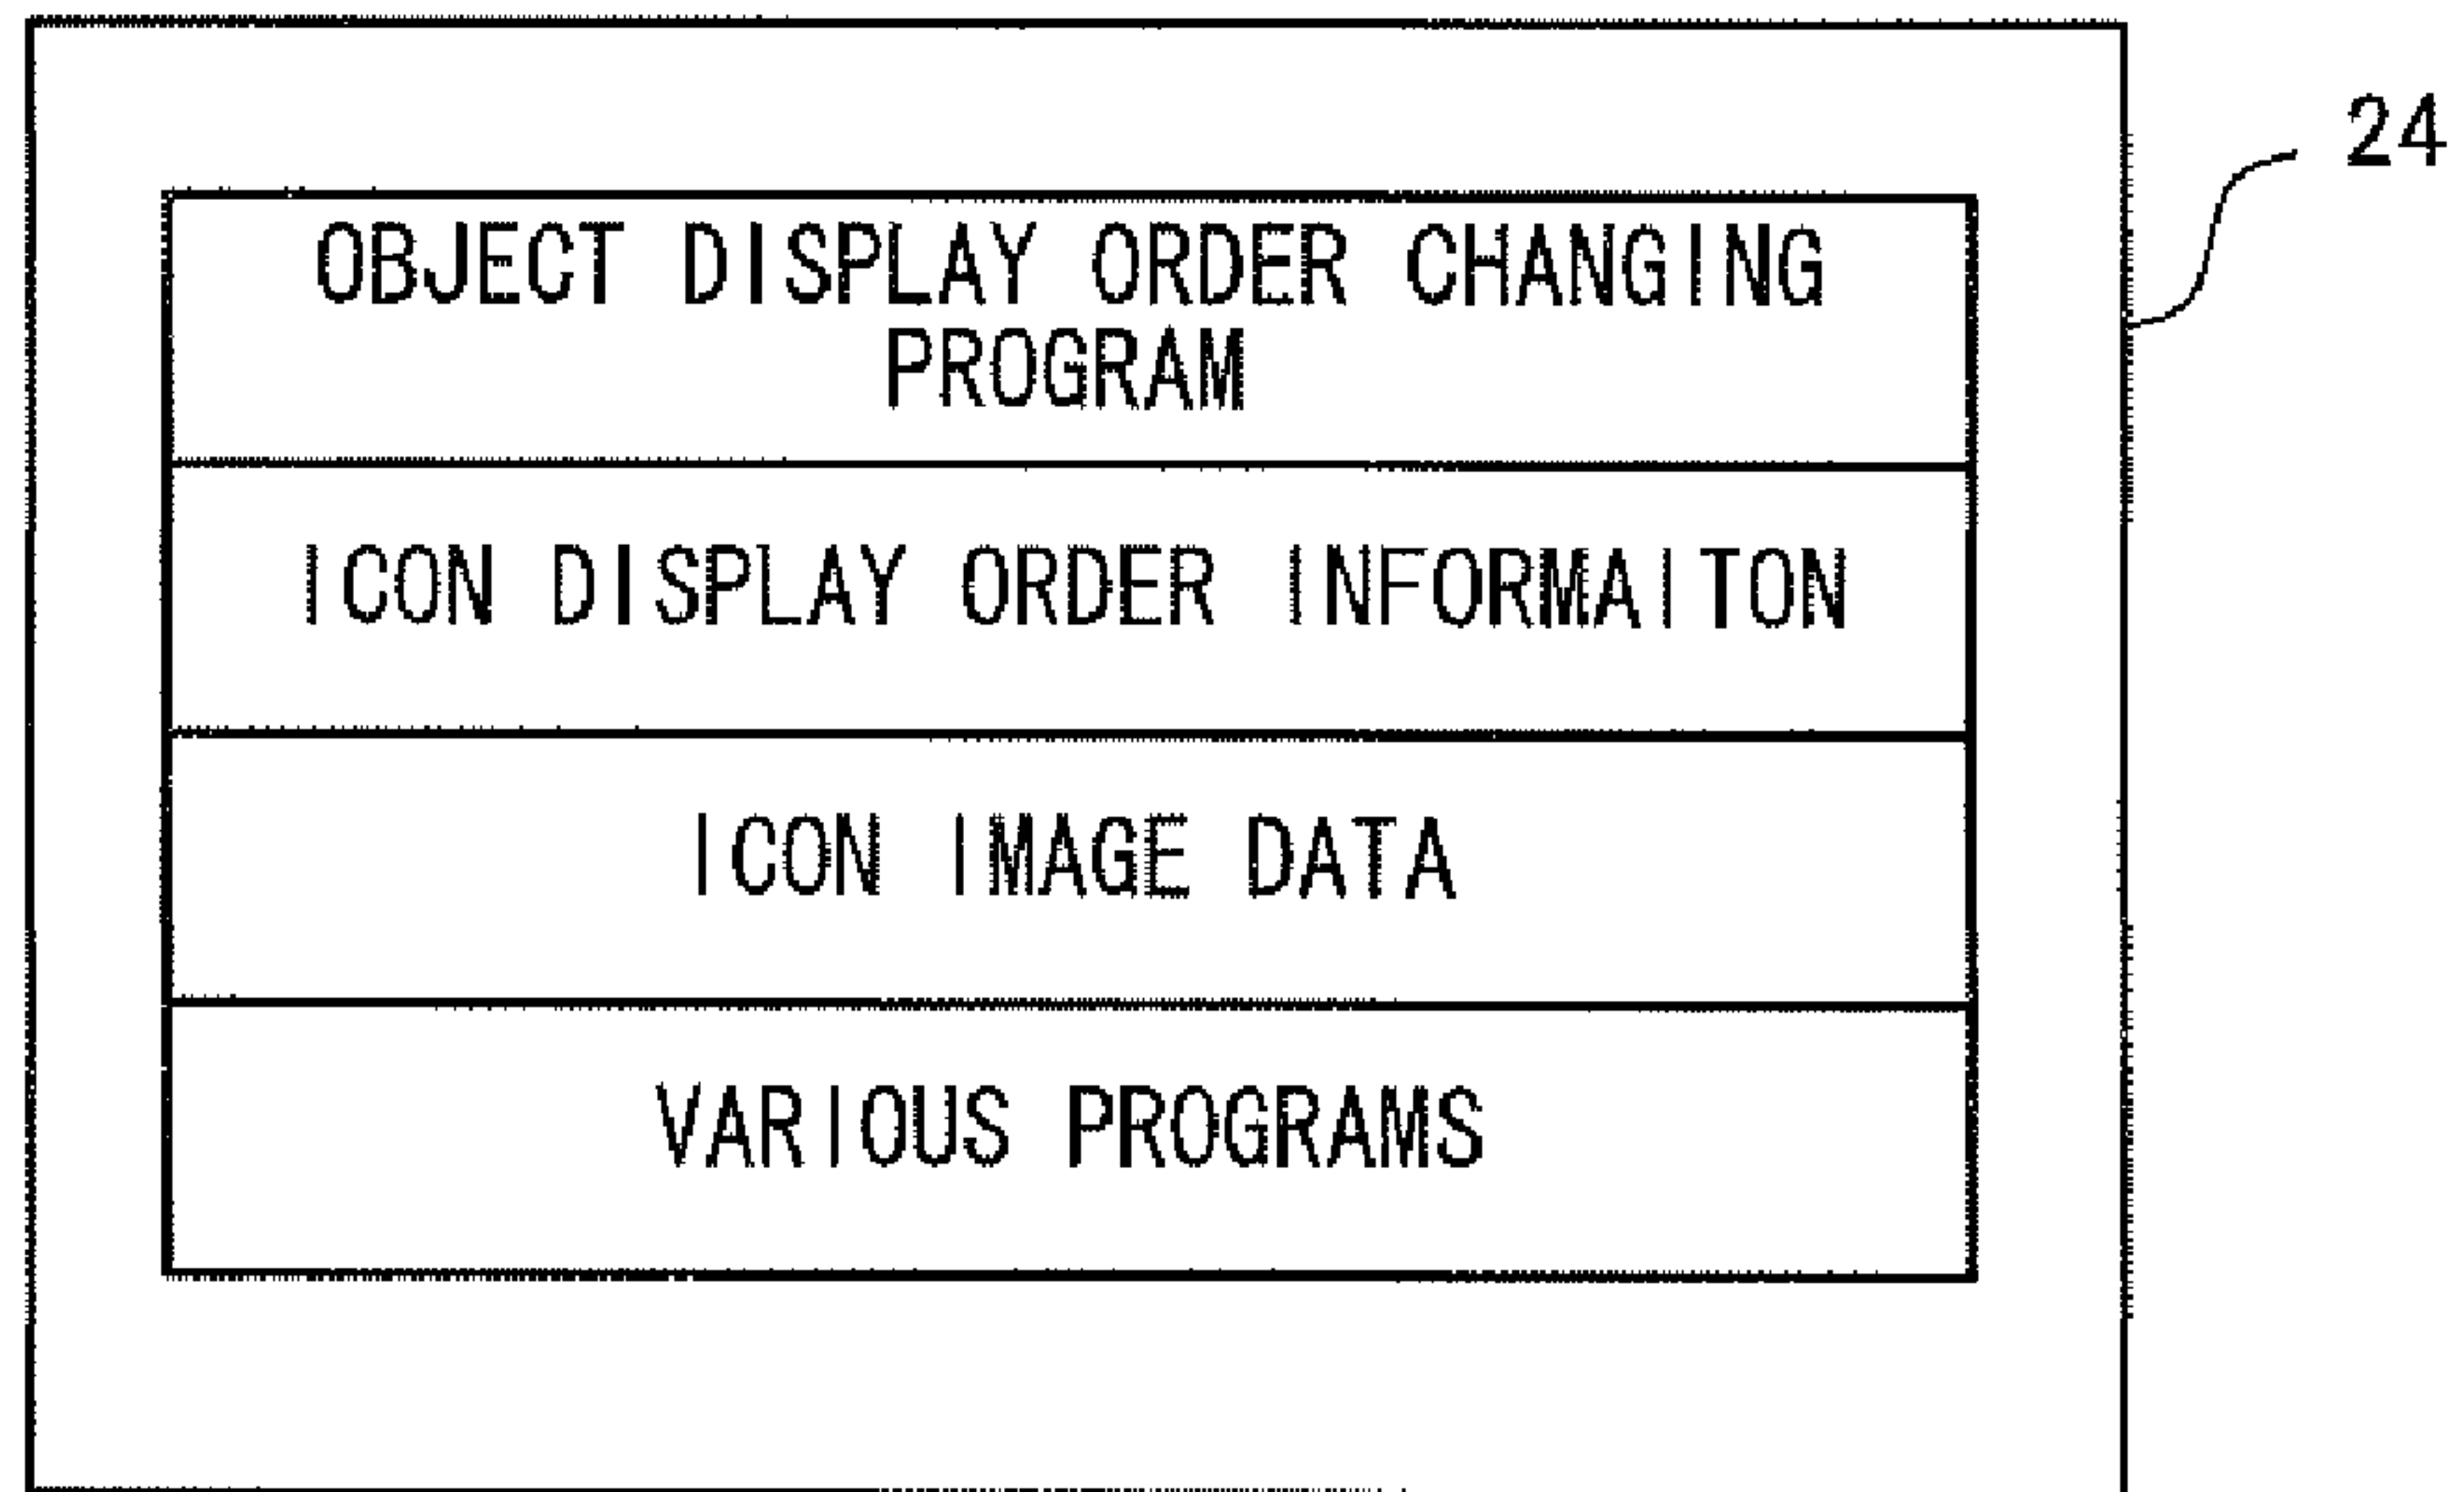 24
OBJECT DISPLAY ORDER CHANGING
PROGRAM
ICON DISPLAY ORDER INFORMAITON
ICON IMAGE DATA
VARIOUS PROGRAMS